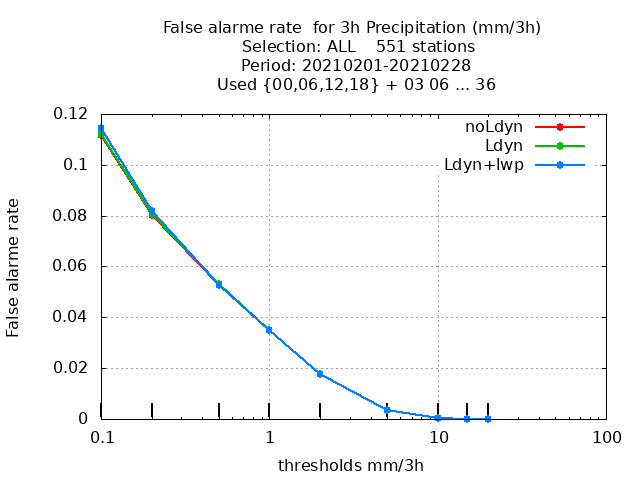 False alarme rate  for 3h Precipitation (mm/3h)
Selection: ALL    551 stations
Period: 20210201-20210228
Used {00,06,12,18} + 03 06 ... 36
0.12
0.1
0.08
0.06
0.04
0.02
0
False alarme rate
noLdyn
Ldyn
Ldyn+lwp
0.1
1
10
100
thresholds mm/3h